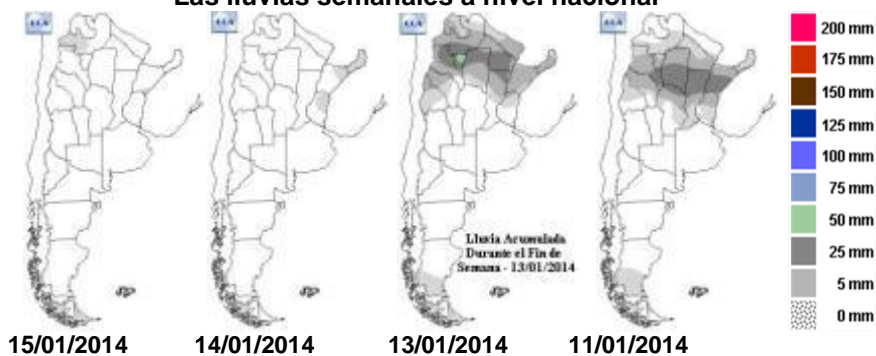 Las lluvias semanales a nivel nacional
200 mm
175 mm
150 mm
125 mm
100 mm
75 mm
50 mm
25 mm
5 mm
0 mm
Lluvia Acumulada
Durante el Fin de
Semana - 13/01/2014
15/01/2014 14/01/2014 13/01/2014 11/01/2014